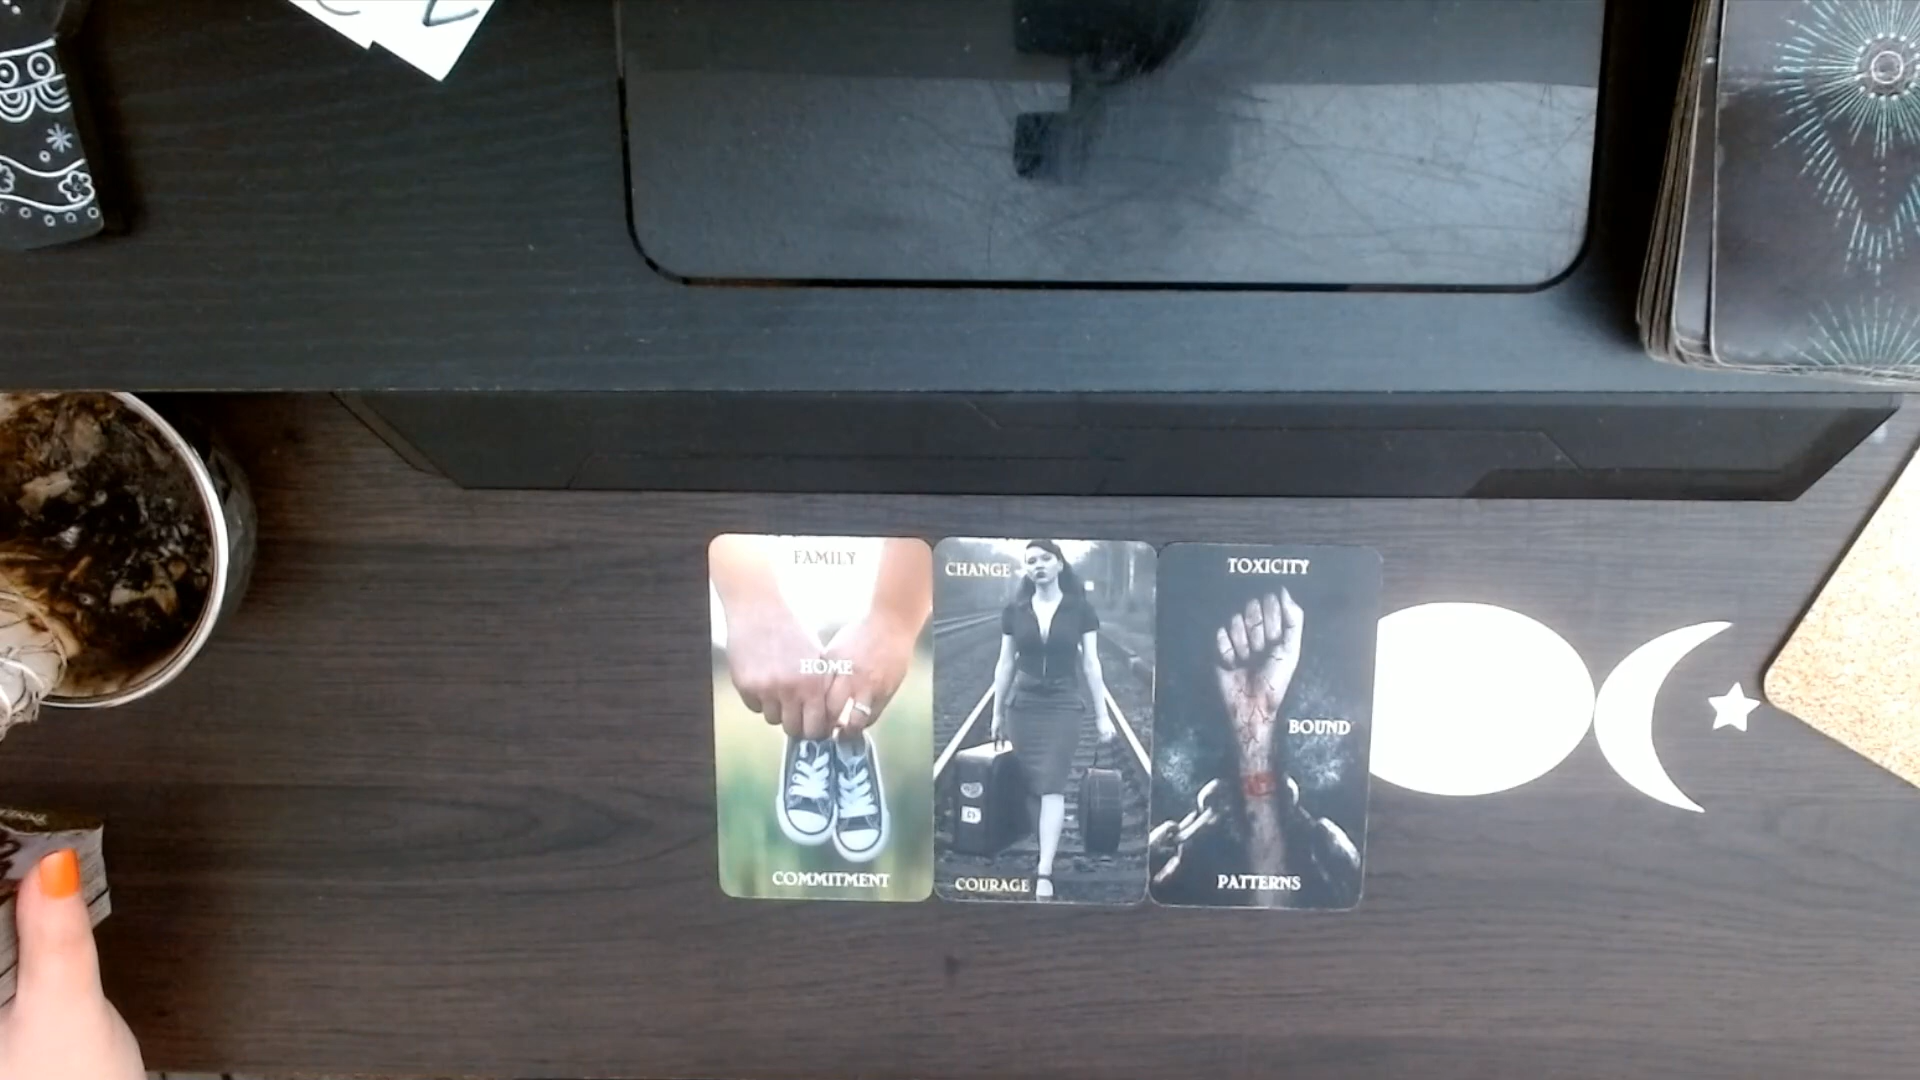 FAMILY
HOME
COMMITMENT
CHANGE
COURAGE
TOXICITY
BOUND
PATTERNS